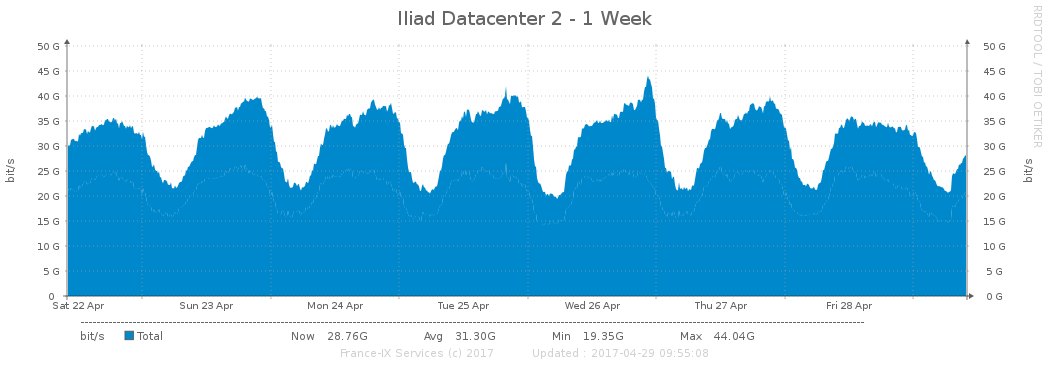 Iliad Datacenter 2 - 1 Week
RRDTOOL / TOBI OETIKER
50 G 50 G
45 G 45 G
40 G 40 G
35 G 35 G
30 G 30 G
25 G 25 G
20 G 20 G
15 G 15 G
10 G 10 G
5 G 5 G
0 0 G
bit/s
bit/s
Sat 22 Apr Sun 23 Apr Mon 24 Apr Tue 25 Apr Wed 26 Apr Thu 27 Apr Fri 28 Apr
bit/s Total Now 28.76G Avg 31.30G Min 19.35G Max 44.04G
France-IX Services (c) 2017 Updated : 2017-04-29 09:55:08